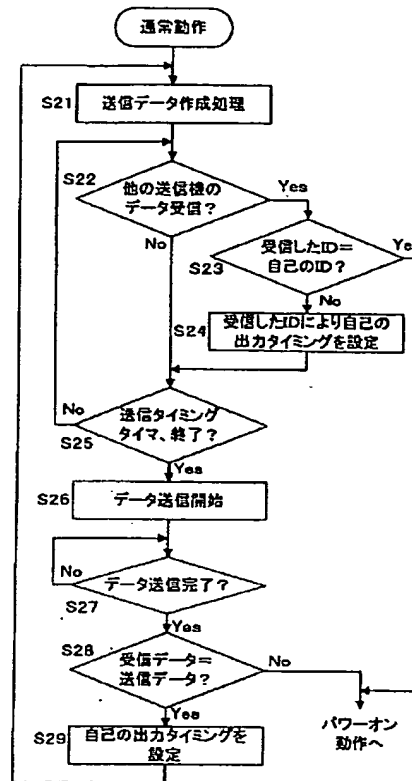 通常動作
S21
送信データ作成処理
S22
他の送信機の
データ受信？
Yes
No
S23
受信したID＝
自己のID？
Yes
No
S24
受信したIDにより自己の
出力タイミングを設定
No
S25
送信タイミング
タイマ、終了？
Yes
S26
データ送信開始
No
S27
データ送信完了？
Yes
S28
受信データ＝
送信データ？
No
Yes
パワーオン
動作へ
S29
自己の出力タイミングを
設定